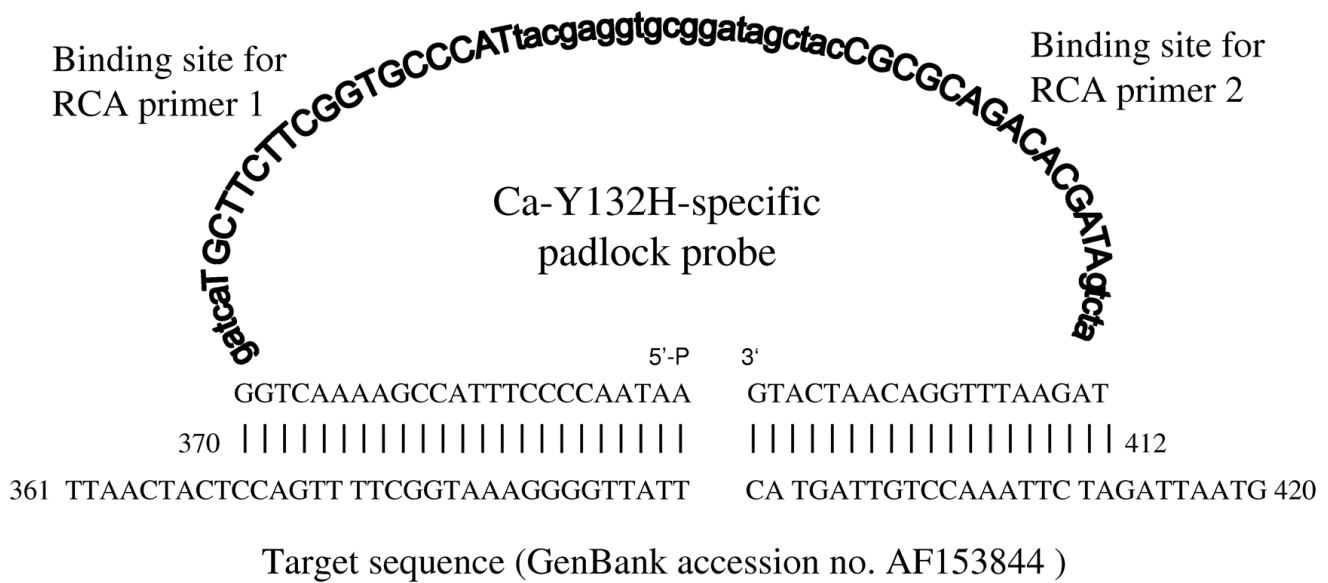 gatcaTGCTTCTTCGGTGCCCATTacgaggtgcggatagctacCGCGCAGACACGATAgtcta
Binding site for
RCA primer 1
Binding site for
RCA primer 2
Ca-Y132H-specific
padlock probe
5’-P 3‘
GGTCAAAAGCCATTTCCCCAATAA GTACTAACAGGTTTAAGAT
370 | | | | | | | | | | | | | | | | | | | | | | | | | | | | | | | | | | | | | | | | | | 412
361 TTAACTACTCCAGTT TTCGGTAAAGGGGTTATT CA TGATTGTCCAAATTC TAGATTAATG 420
Target sequence (GenBank accession no. AF153844 )